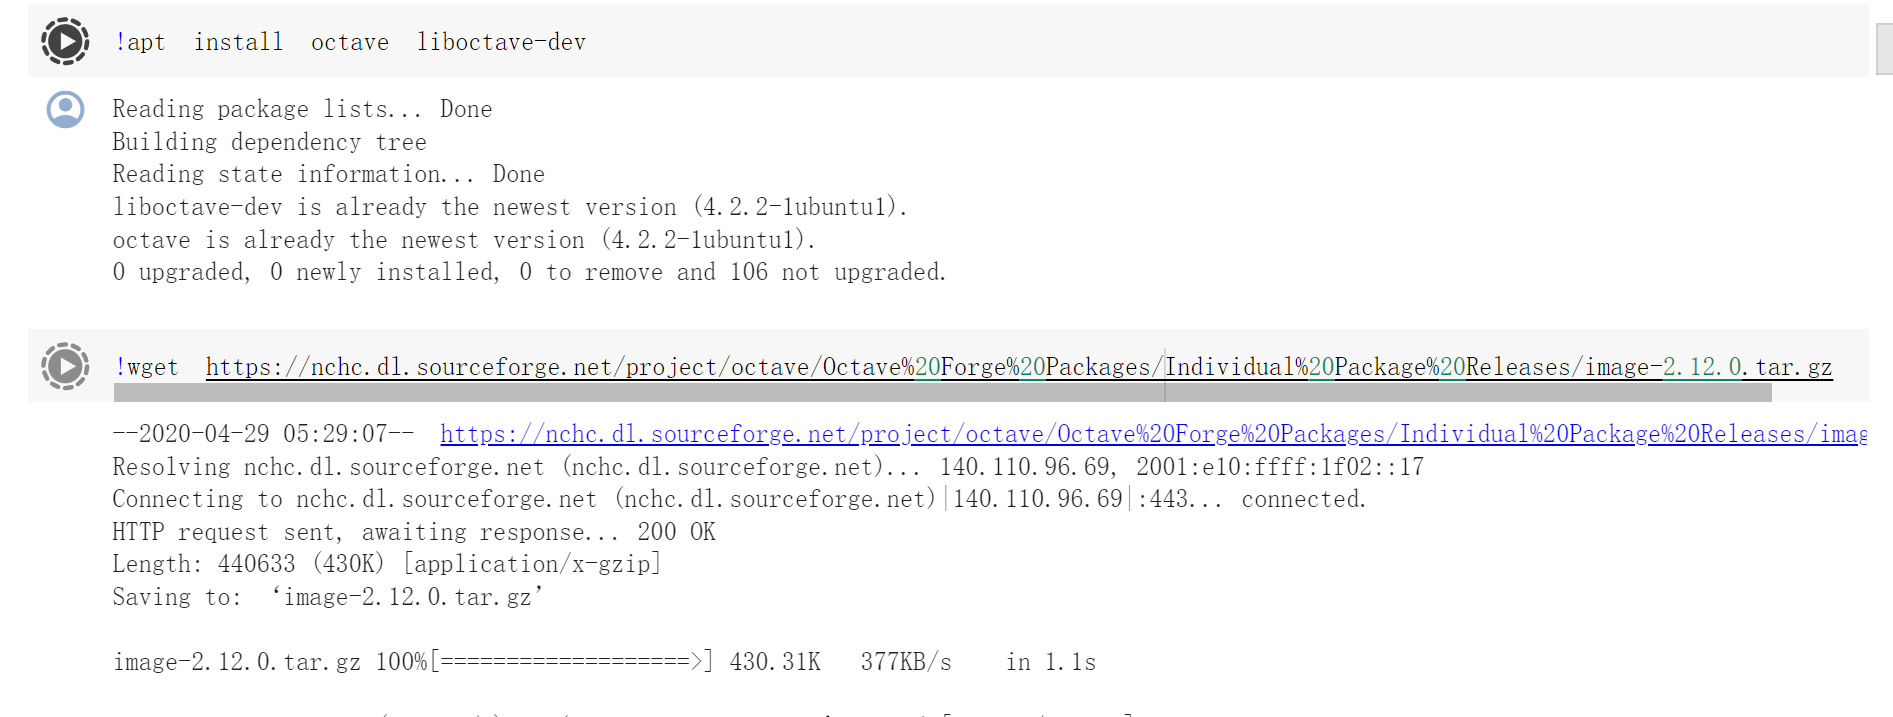 !apt install octave liboctave-dev
Reading package lists... Done
Building dependency tree
Reading state information... Done
liboctave-dev is already the newest version (4.2.2-1ubuntu1).
octave is already the newest version (4.2.2-1ubuntu1).
0 upgraded, 0 newly installed, 0 to remove and 106 not upgraded.
!wget https://nchc.dl.sourceforge.net/project/octave/Octave%20Forge%20Packages/Individual%20Package%20Releases/image-2.12.0.tar.gz
--2020-04-29 05:29:07-- https://nchc.dl.sourceforge.net/project/octave/Octave%20Forge%20Packages/Individual%20Package%20Releases/imag
Resolving nchc.dl.sourceforge.net (nchc.dl.sourceforge.net)... 140.110.96.69, 2001:e10:ffff:1f02::17
Connecting to nchc.dl.sourceforge.net (nchc.dl.sourceforge.net)|140.110.96.69|:443... connected.
HTTP request sent, awaiting response... 200 OK
Length: 440633 (430K) [application/x-gzip]
Saving to: ‘image-2.12.0.tar.gz’
image-2.12.0.tar.gz 100%[===================>] 430.31K 377KB/s in 1.1s